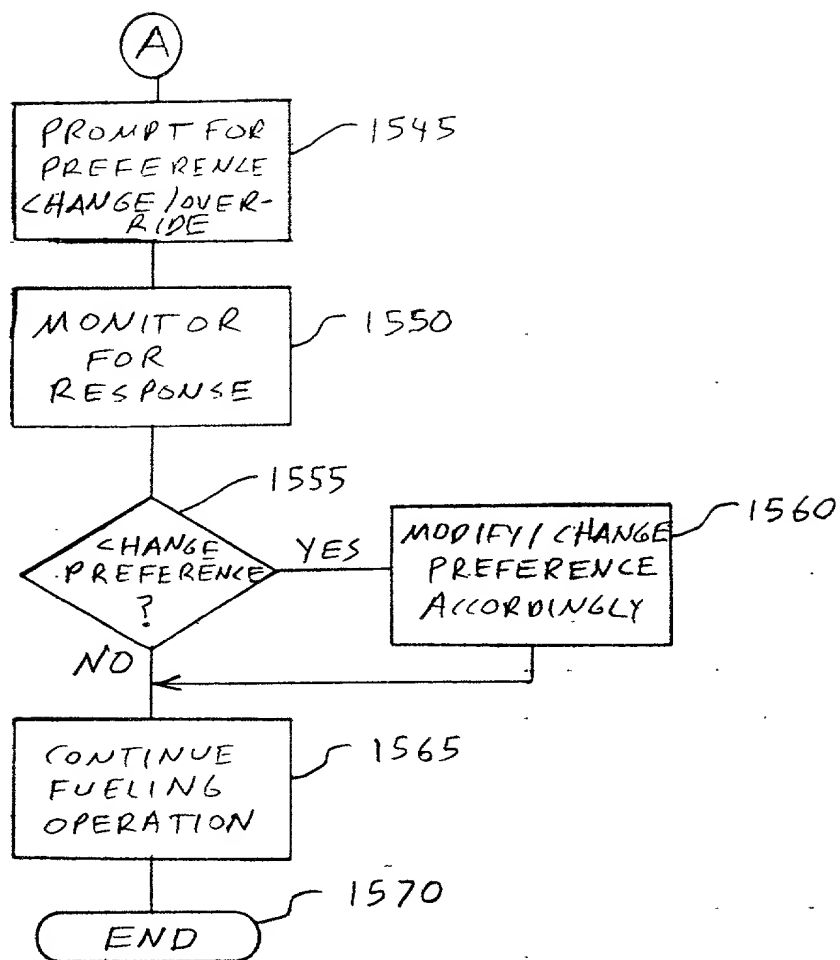 A
PROMPT FOR
PREFERENCE
CHANGE/OVER-
RIDE
1545
MONITOR
FOR
RESPONSE
1550
1555
CHANGE
PREFERENCE
?
YES
NO
MODIFY/CHANGE
PREFERENCE
ACCORDINGLY
1560
CONTINUE
FUELING
OPERATION
1565
END
1570